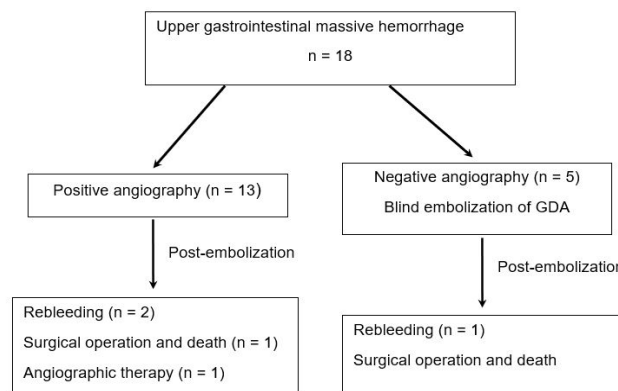 Upper gastrointestinal massive hemorrhage
n = 18
Positive angiography (n = 13)
Negative angiography (n = 5)
Blind embolization of GDA
Post-embolization
Post-embolization
Rebleeding (n = 2)
Surgical operation and death (n = 1)
Angiographic therapy (n = 1)
Rebleeding (n = 1)
Surgical operation and death